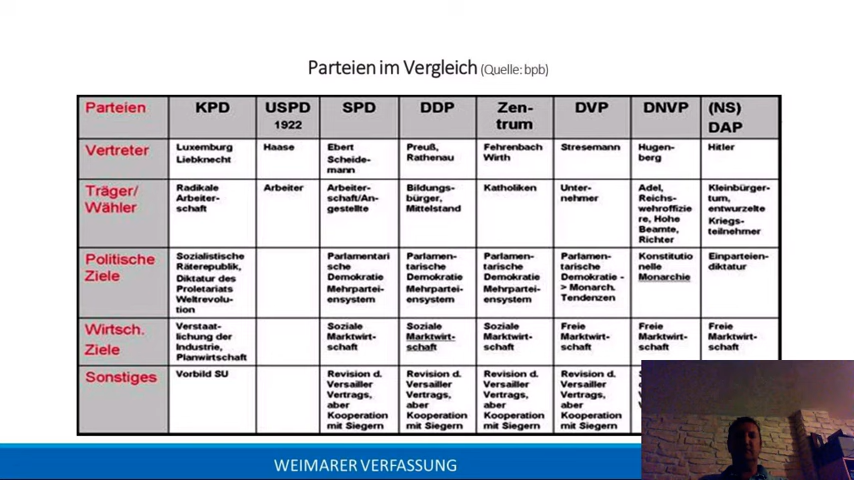 Parteien im Vergleich (Quelle: bpb)
Parteien KPD USPD 1922 SPD DDP Zen-trum DVP DNVP (NS) DAP
Vertreter
Luxemburg
Liebknecht
Haase
Ebert
Scheide-
mann
Preuß,
Rathenau
Fehrenbach
Wirth
Stresemann
Hugen-
berg
Hitler
Träger/
Wähler
Radikale
Arbeiter-
schaft
Arbeiter
Arbeiter-
schaft/An-
gestellte
Bildungs-
bürger,
Mittelstand
Katholiken
Unter-
nehmer
Adel,
Reichs-
wehroffizie
re, Hohe
Beamte,
Richter
Kleinbürger-
tum,
entwurzelte
Kriegs-
teilnehmer
Politische
Ziele
Sozialistische
Räterepublik,
Diktatur des
Proletariats
Weltrevolu-
tion
Parlamentari
sche
Demokratie
Mehrpartei-
ensystem
Parlamen-
tarische
Demokratie
Mehrpartei-
ensystem
Parlamen-
tarische
Demokratie
Mehrpartei-
ensystem
Parlamen-
tarische
Demokratie -
> Monarch.
Tendenzen
Konstitutio
nelle
Monarchie
Einparteien-
diktatur
Wirtsch.
Ziele
Verstaat-
lichung der
Industrie,
Planwirtschaft
Soziale
Marktwirt-
schaft
Soziale
Marktwirt-
schaft
Soziale
Marktwirt-
schaft
Freie
Marktwirt-
schaft
Freie
Marktwirt-
schaft
Freie
Marktwirt-
schaft
Sonstiges
Vorbild SU
Revision d.
Versailler
Vertrags,
aber
Kooperation
mit Siegern
Revision d.
Versailler
Vertrags,
aber
Kooperation
mit Siegern
Revision d.
Versailler
Vertrags,
aber
Kooperation
mit Siegern
Revision d.
Versailler
Vertrags,
aber
Kooperation
mit Siegern
WEIMARER VERFASSUNG